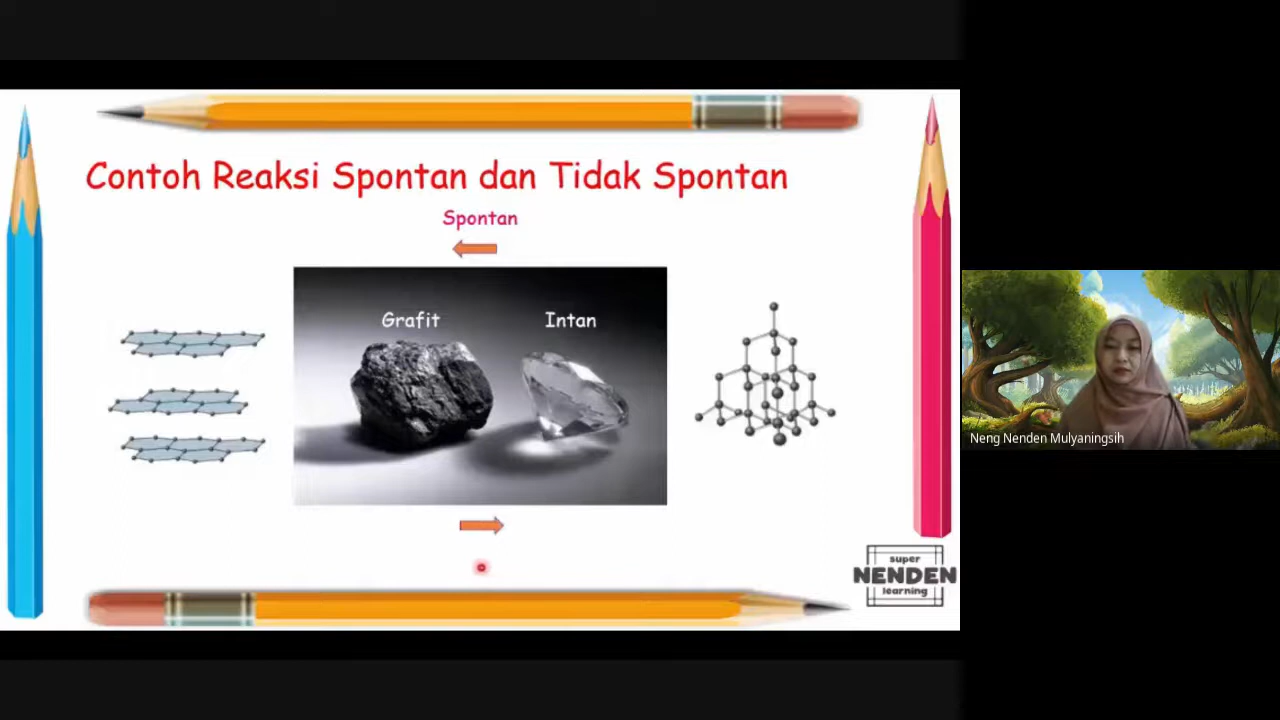 Contoh Reaksi Spontan dan Tidak Spontan
Spontan
Grafit
Intan
super
NENDEN
learning
Neng Nenden Mulyaningsih